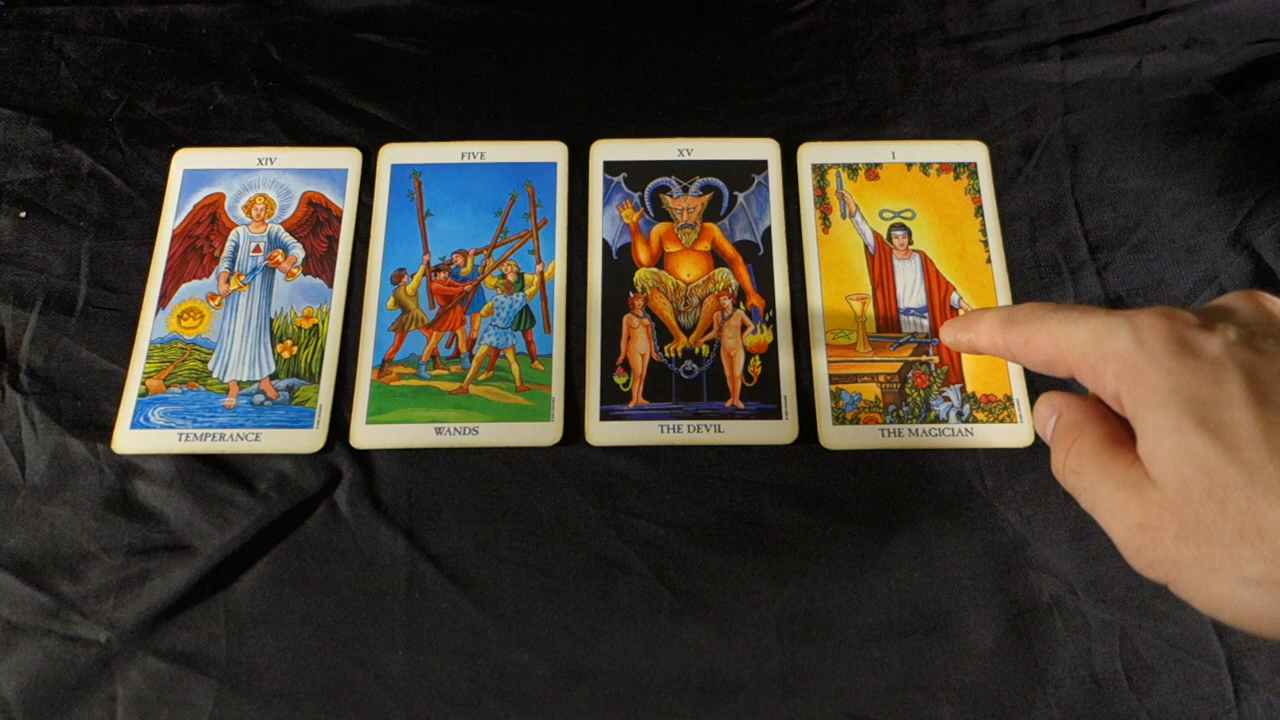 XIV
TEMPERANCE
FIVE
WANDS
XV
THE DEVIL
I
THE MAGICIAN